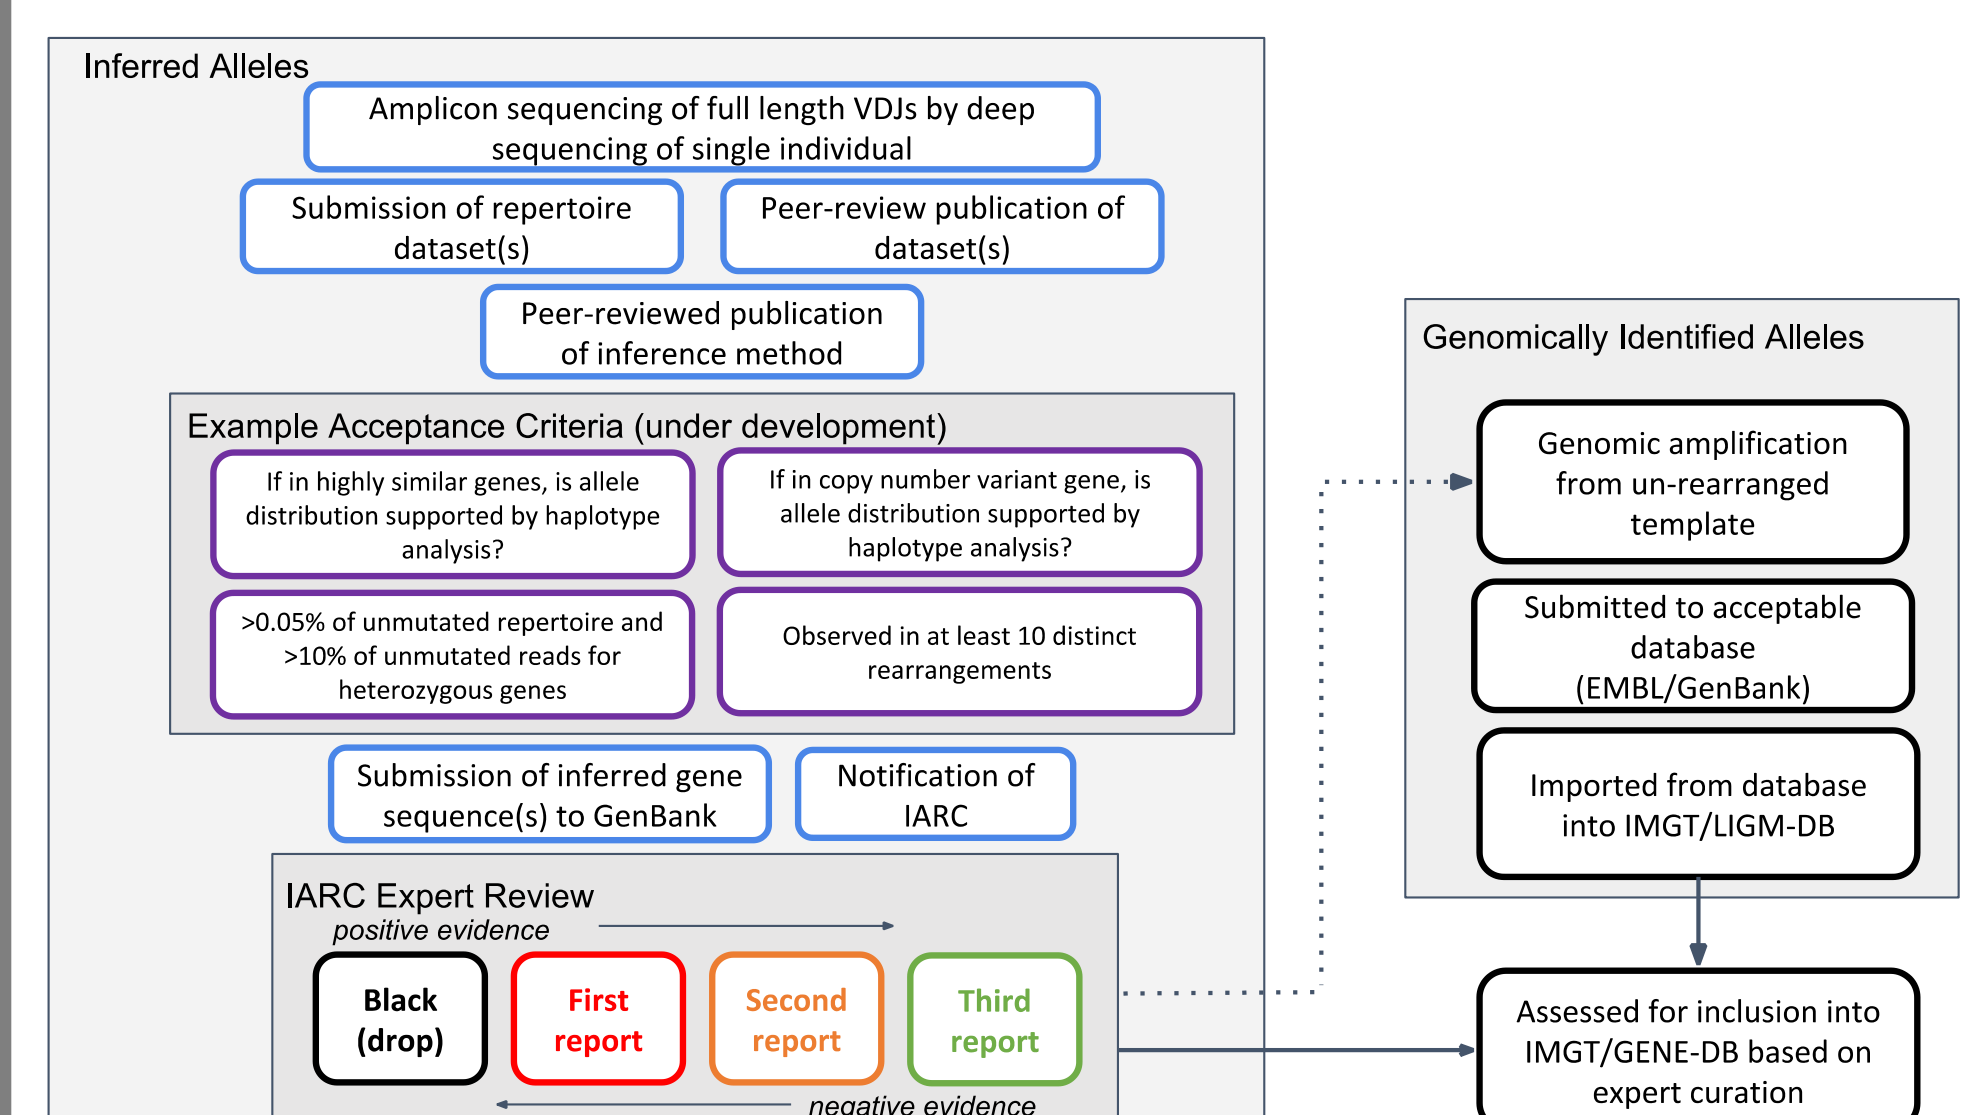 Inferred Alleles
Amplicon sequencing of full length VDJs by deep
sequencing of single individual
Submission of repertoire
dataset(s)
Peer-review publication of
dataset(s)
Peer-reviewed publication
of inference method
Example Acceptance Criteria (under development)
If in highly similar genes, is allele
distribution supported by haplotype
analysis?
If in copy number variant gene, is
allele distribution supported by
haplotype analysis?
>0.05% of unmutated repertoire and
>10% of unmutated reads for
heterozygous genes
Observed in at least 10 distinct
rearrangements
Submission of inferred gene
sequence(s) to GenBank
Notification of
IARC
IARC Expert Review
positive evidence
Black
(drop)
First
report
Second
report
Third
report
negative evidence
Genomically Identified Alleles
Genomic amplification
from un-rearranged
template
Submitted to acceptable
database
(EMBL/GenBank)
Imported from database
into IMGT/LIGM-DB
Assessed for inclusion into
IMGT/GENE-DB based on
expert curation